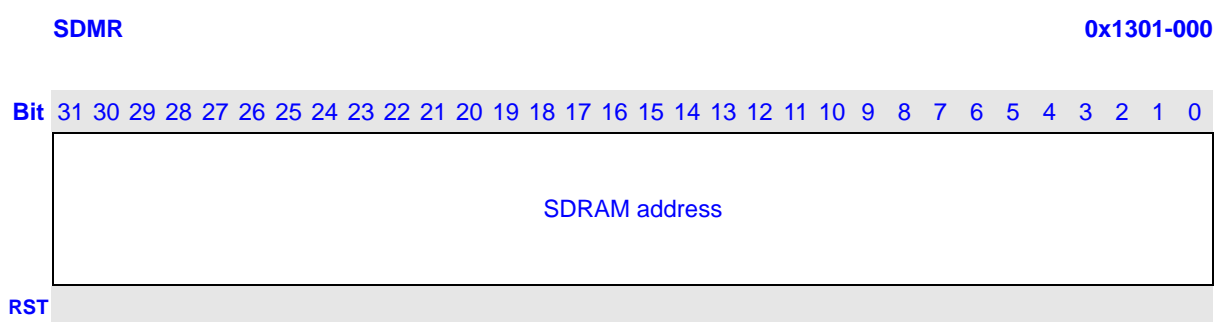 SDMR 0x1301-000
Bit 31 30 29 28 27 26 25 24 23 22 21 20 19 18 17 16 15 14 13 12 11 10 9 8 7 6 5 4 3 2 1 0
SDRAM address
RST